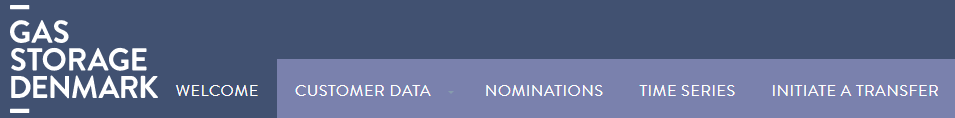 GAS
STORAGE
DENMARK
WELCOME CUSTOMER DATA NOMINATIONS TIME SERIES INITIATE A TRANSFER